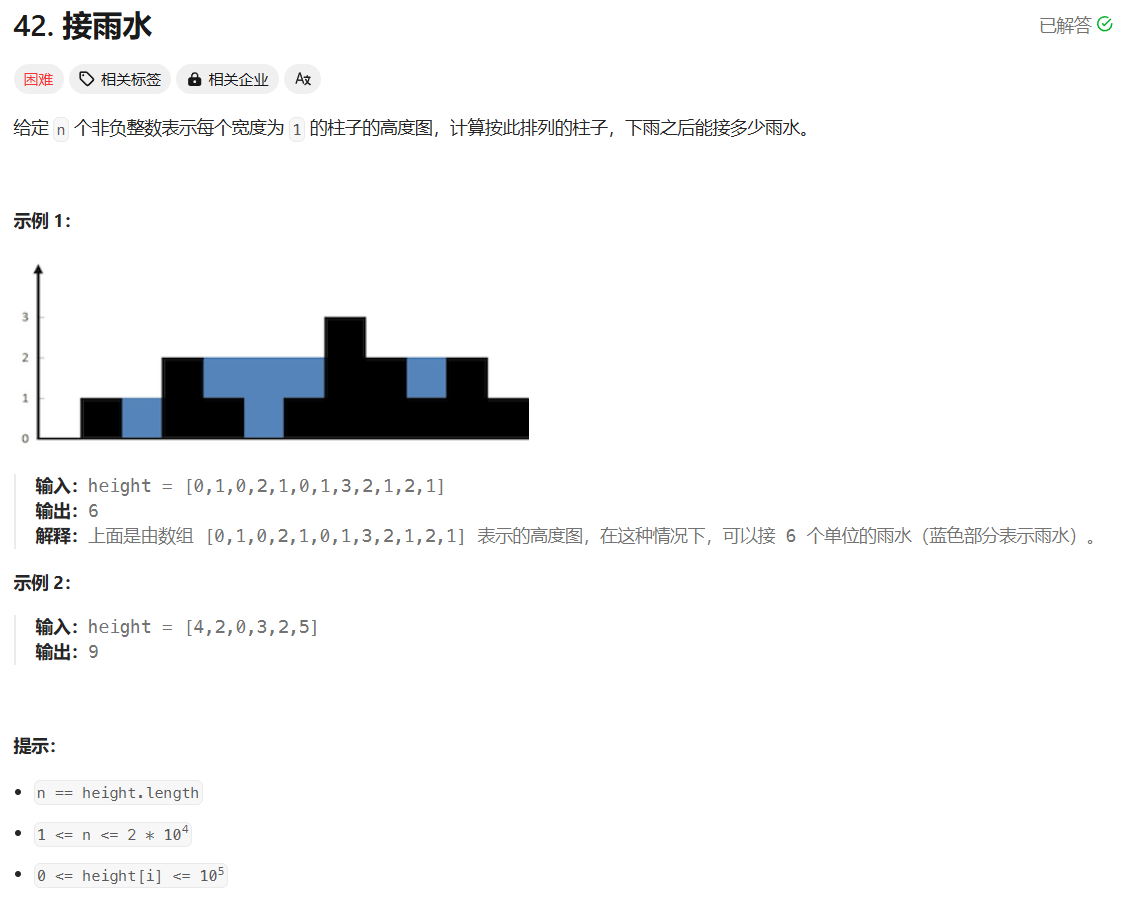 42. 接雨水
已解答
困难
相关标签
相关企业
给定 n 个非负整数表示每个宽度为 1 的柱子的高度图，计算按此排列的柱子，下雨之后能接多少雨水。
示例 1：
3
2
1
0
输入：height = [0,1,0,2,1,0,1,3,2,1,2,1]
输出：6
解释：上面是由数组 [0,1,0,2,1,0,1,3,2,1,2,1] 表示的高度图，在这种情况下，可以接 6 个单位的雨水（蓝色部分表示雨水）。
示例 2：
输入：height = [4,2,0,3,2,5]
输出：9
提示：
n == height.length
1 <= n <= 2 * 10⁴
0 <= height[i] <= 10⁵